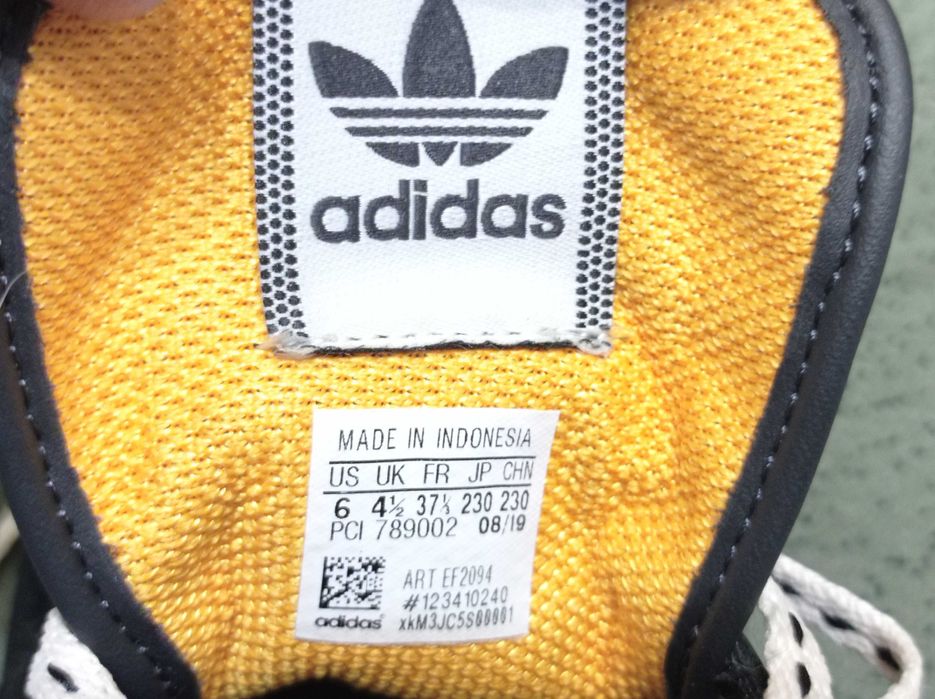 adidas
MADE IN INDONESIA
US UK FR JP CHN
6 4½ 37⅓ 230 230
PCI 789002 08/19
ART EF2094
#123410240
adidas xkM3JC5S00001